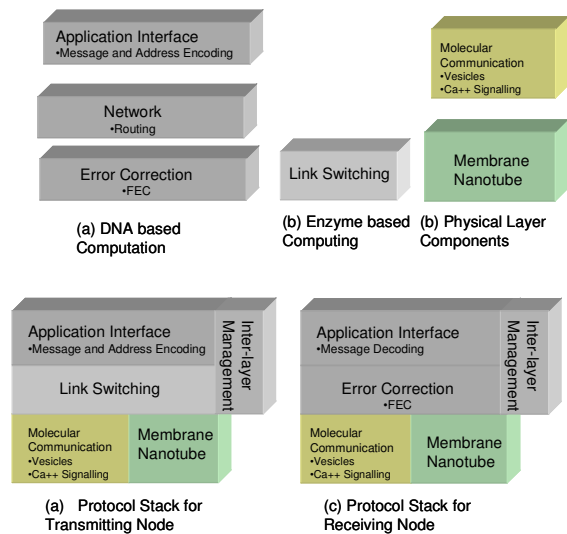 Application Interface
•Message and Address Encoding
Network
•Routing
Error Correction
•FEC
(a) DNA based
Computation
Link Switching
(b) Enzyme based
Computing
Molecular
Communication
•Vesicles
•Ca++ Signalling
Membrane
Nanotube
(b) Physical Layer
Components
Application Interface
•Message and Address Encoding
Link Switching
Inter-layer
Management
Molecular
Communication
•Vesicles
•Ca++ Signalling
Membrane
Nanotube
(a) Protocol Stack for
Transmitting Node
Application Interface
•Message Decoding
Error Correction
•FEC
Inter-layer
Management
Molecular
Communication
•Vesicles
•Ca++ Signalling
Membrane
Nanotube
(c) Protocol Stack for
Receiving Node